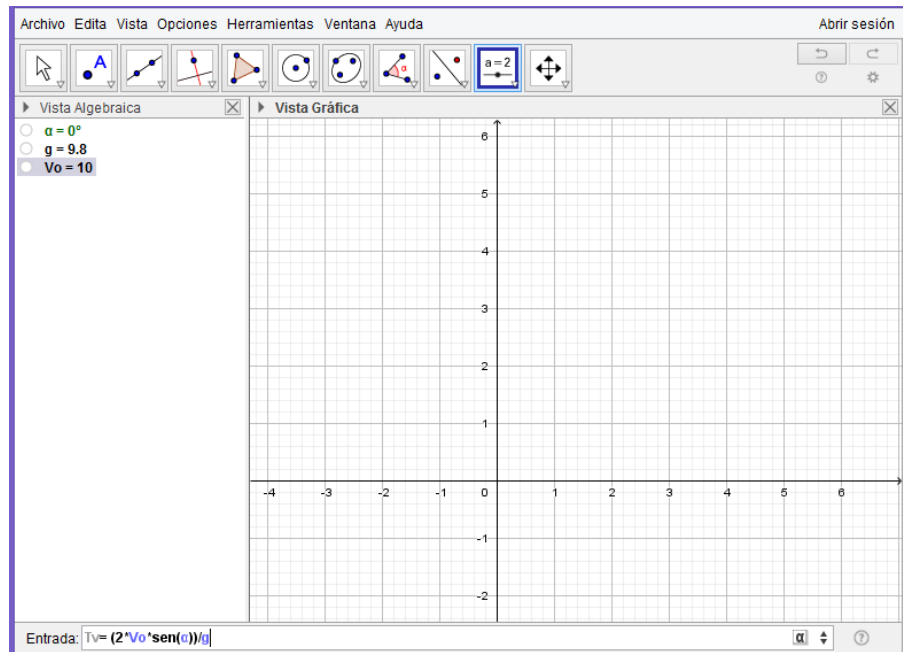 Archivo Edita Vista Opciones Herramientas Ventana Ayuda Abrir sesión
A α a = 2
Vista Algebraica Vista Gráfica
α = 0°
g = 9.8
Vo = 10
6
5
4
3
2
1
-4 -3 -2 -1 0 1 2 3 4 5 6
-1
-2
Entrada: Tv= (2*Vo*sen(α))/g α